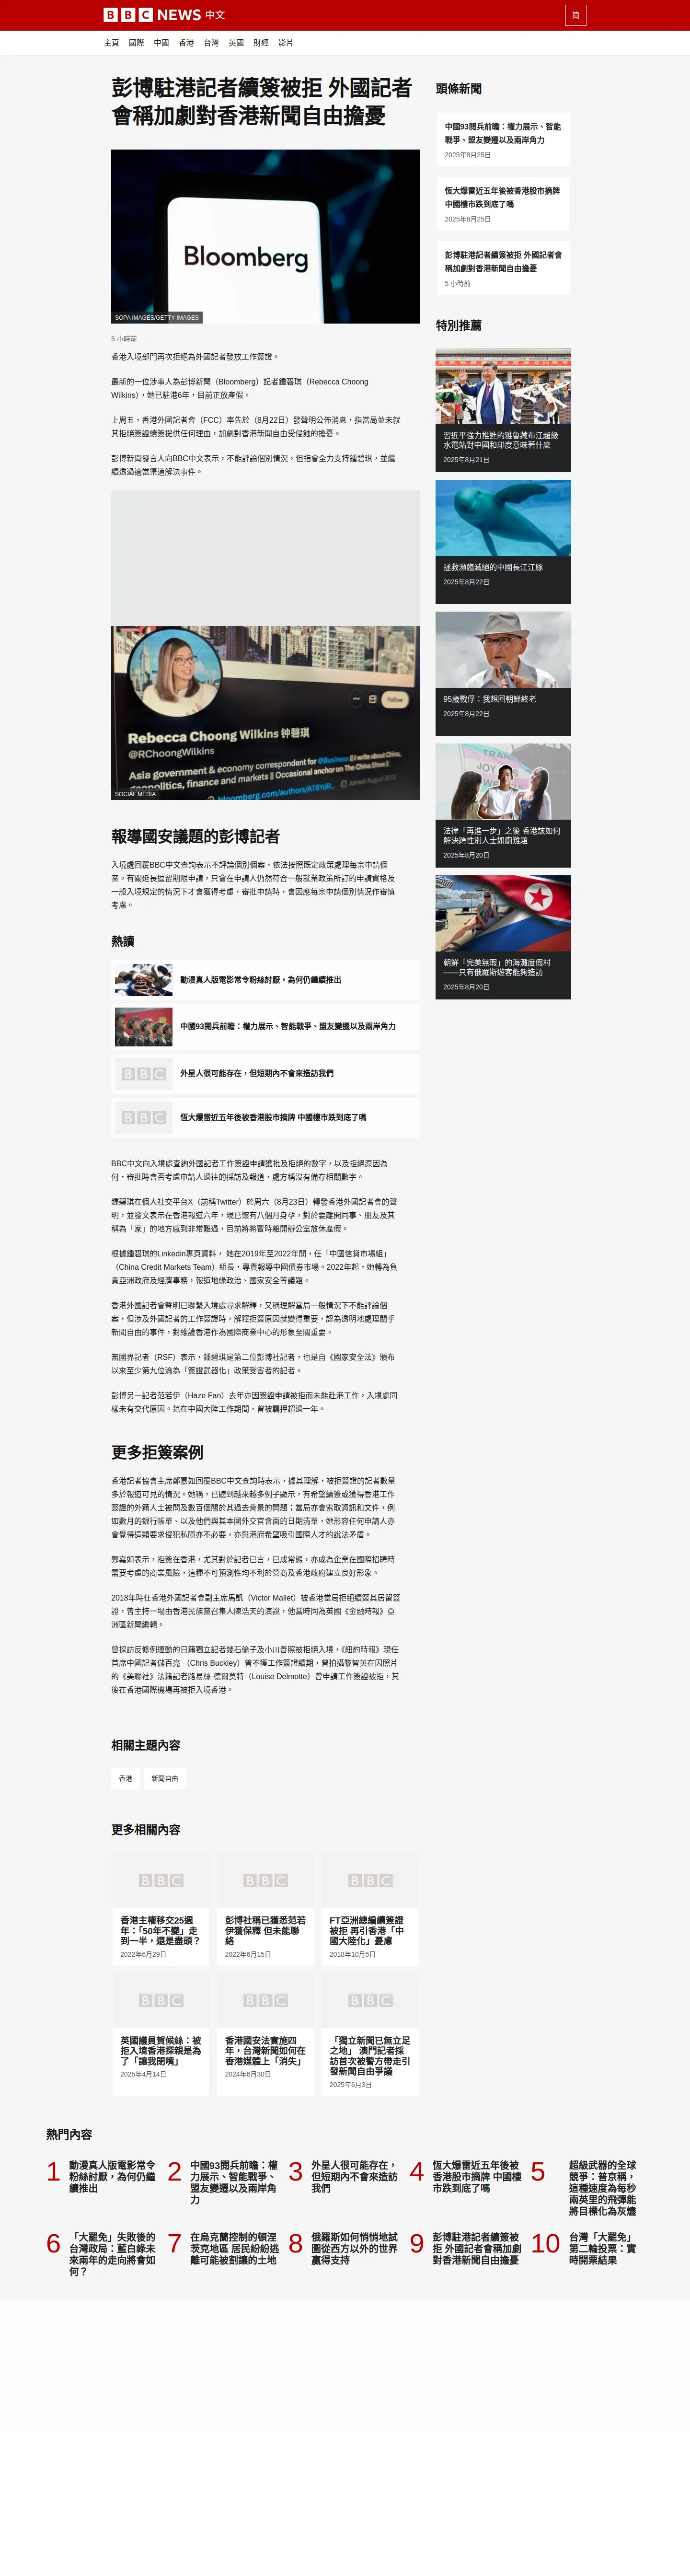 BBC NEWS 中文
简
主頁 國際 中國 香港 台灣 英國 財經 影片
彭博駐港記者續簽被拒 外國記者
會稱加劇對香港新聞自由擔憂
Bloomberg
SOPA IMAGES/GETTY IMAGES
5 小時前
香港入境部門再次拒絕為外國記者發放工作簽證。
最新的一位涉事人為彭博新聞（Bloomberg）記者鍾碧琪（Rebecca Choong
Wilkins），她已駐港6年，目前正放產假。
上周五，香港外國記者會（FCC）率先於（8月22日）發聲明公佈消息，指當局並未就
其拒絕簽證續簽提供任何理由，加劇對香港新聞自由受侵蝕的擔憂。
彭博新聞發言人向BBC中文表示，不能評論個別情況，但指會全力支持鍾碧琪，並繼
續透過適當渠道解決事件。
Follow
Rebecca Choong Wilkins 钟碧琪
@RChoongWilkins
Asia government & economy correspondent for @Business || I write about China,
geopolitics, finance and markets || Occasional anchor on This City Show ||
bloomberg.com/authors/AT8YuR...
SOCIAL MEDIA
報導國安議題的彭博記者
入境處回覆BBC中文查詢表示不評論個別個案，依法按照既定政策處理每宗申請個
案。有關延長逗留期限申請，只會在申請人仍然符合一般就業政策所訂的申請資格及
一般入境規定的情況下才會獲得考慮，審批申請時，會因應每宗申請個別情況作審慎
考慮。
熱讀
動漫真人版電影常令粉絲討厭，為何仍繼續推出
中國93閱兵前瞻：權力展示、智能戰爭、盟友變遷以及兩岸角力
BBC
外星人很可能存在，但短期內不會來造訪我們
BBC
恆大爆雷近五年後被香港股市摘牌 中國樓市跌到底了嗎
BBC中文向入境處查詢外國記者工作簽證申請獲批及拒絕的數字，以及拒絕原因為
何，審批時會否考慮申請人過往的採訪及報道，處方稱沒有備存相關數字。
鍾碧琪在個人社交平台X（前稱Twitter）於周六（8月23日）轉發香港外國記者會的聲
明，並發文表示在香港報道六年，現已懷有八個月身孕，對於要離開同事、朋友及其
稱為「家」的地方感到非常難過，目前將將暫時離開辦公室放休產假。
根據鍾碧琪的Linkedin專頁資料， 她在2019年至2022年間，任「中國信貸市場組」
（China Credit Markets Team）組長，專責報導中國債券市場。2022年起，她轉為負
責亞洲政府及經濟事務，報道地緣政治、國家安全等議題。
香港外國記者會聲明已聯繫入境處尋求解釋，又稱理解當局一般情況下不能評論個
案，但涉及外國記者的工作簽證時，解釋拒簽原因就變得重要，認為透明地處理關乎
新聞自由的事件，對維護香港作為國際商業中心的形象至關重要。
無國界記者（RSF）表示，鍾碧琪是第二位彭博社記者，也是自《國家安全法》頒布
以來至少第九位淪為「簽證武器化」政策受害者的記者。
彭博另一記者范若伊（Haze Fan）去年亦因簽證申請被拒而未能赴港工作，入境處同
樣未有交代原因。范在中國大陸工作期間，曾被羈押超過一年。
更多拒簽案例
香港記者協會主席鄭嘉如回覆BBC中文查詢時表示，據其理解，被拒簽證的記者數量
多於報道可見的情況。她稱，已聽到越來越多例子顯示，有希望續簽或獲得香港工作
簽證的外籍人士被問及數百個關於其過去背景的問題；當局亦會索取資訊和文件，例
如數月的銀行帳單、以及他們與其本國外交官會面的日期清單，她形容任何申請人亦
會覺得這類要求侵犯私隱亦不必要，亦與港府希望吸引國際人才的說法矛盾。
鄭嘉如表示，拒簽在香港，尤其對於記者已言，已成常態，亦成為企業在國際招聘時
需要考慮的商業風險，這種不可預測性均不利於營商及香港政府建立良好形象。
2018年時任香港外國記者會副主席馬凱（Victor Mallet）被香港當局拒絕續簽其居留簽
證，曾主持一場由香港民族黨召集人陳浩天的演說，他當時同為英國《金融時報》亞
洲區新聞編輯。
曾採訪反修例運動的日籍獨立記者幾石倫子及小川善照被拒絕入境，《紐約時報》現任
首席中國記者儲百亮 （Chris Buckley）曾不獲工作簽證續期，曾拍攝黎智英在囚照片
的《美聯社》法籍記者路易絲·德爾莫特（Louise Delmotte）曾申請工作簽證被拒，其
後在香港國際機場再被拒入境香港。
相關主題內容
香港 新聞自由
更多相關內容
BBC
香港主權移交25週
年：「50年不變」走
到一半，還是盡頭？
2022年6月29日
BBC
彭博社稱已獲悉范若
伊獲保釋 但未能聯
絡
2022年6月15日
BBC
FT亞洲總編續簽證
被拒 再引香港「中
國大陸化」憂慮
2018年10月5日
BBC
英國議員賀候絲：被
拒入境香港探親是為
了「讓我閉嘴」
2025年4月14日
BBC
香港國安法實施四
年，台灣新聞如何在
香港媒體上「消失」
2024年6月30日
BBC
「獨立新聞已無立足
之地」 澳門記者採
訪首次被警方帶走引
發新聞自由爭議
2025年6月3日
頭條新聞
中國93閱兵前瞻：權力展示、智能
戰爭、盟友變遷以及兩岸角力
2025年8月25日
恆大爆雷近五年後被香港股市摘牌
中國樓市跌到底了嗎
2025年8月25日
彭博駐港記者續簽被拒 外國記者會
稱加劇對香港新聞自由擔憂
5 小時前
特別推薦
習近平強力推進的雅魯藏布江超級
水電站對中國和印度意味著什麼
2025年8月21日
拯救瀕臨滅絕的中國長江江豚
2025年8月22日
95歲戰俘：我想回朝鮮終老
2025年8月22日
法律「再進一步」之後 香港該如何
解決跨性別人士如廁難題
2025年8月20日
朝鮮「完美無瑕」的海灘度假村
——只有俄羅斯遊客能夠造訪
2025年8月20日
熱門內容
1 動漫真人版電影常令
粉絲討厭，為何仍繼
續推出
2 中國93閱兵前瞻：權
力展示、智能戰爭、
盟友變遷以及兩岸角
力
3 外星人很可能存在，
但短期內不會來造訪
我們
4 恆大爆雷近五年後被
香港股市摘牌 中國樓
市跌到底了嗎
5 超級武器的全球
競爭：普京稱，
這種速度為每秒
兩英里的飛彈能
將目標化為灰燼
6 「大罷免」失敗後的
台灣政局：藍白綠未
來兩年的走向將會如
何？
7 在烏克蘭控制的頓涅
茨克地區 居民紛紛逃
離可能被割讓的土地
8 俄羅斯如何悄悄地試
圖從西方以外的世界
贏得支持
9 彭博駐港記者續簽被
拒 外國記者會稱加劇
對香港新聞自由擔憂
10 台灣「大罷免」
第二輪投票：實
時開票結果